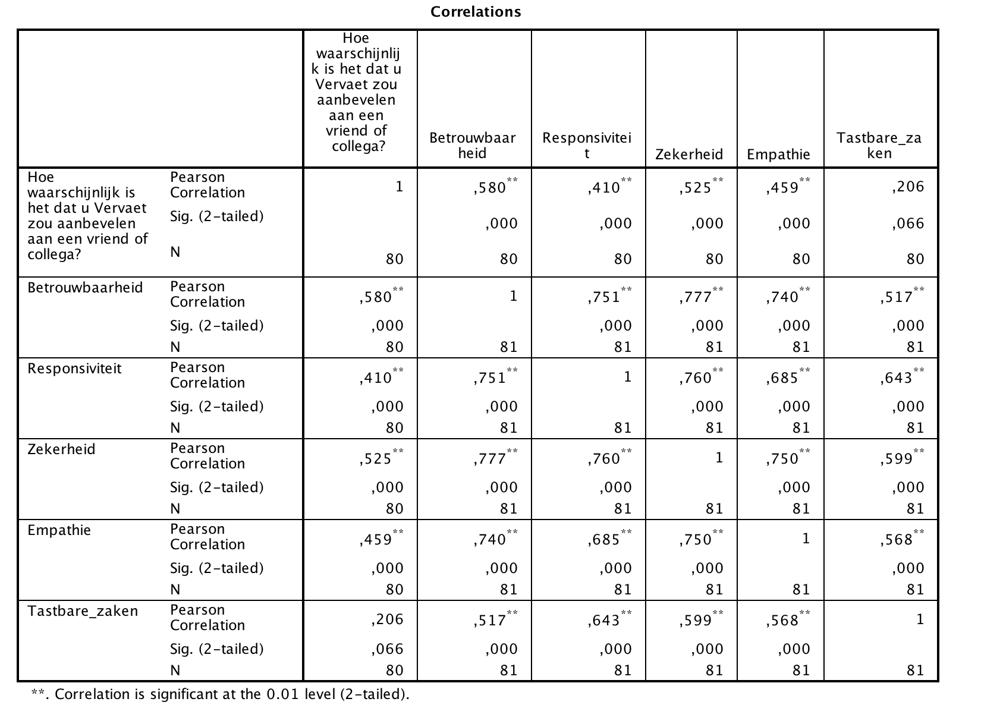 Correlations
Hoe
waarschijnlij
k is het dat u
Vervaet zou
aanbevelen
aan een
vriend of
collega?
Betrouwbaar
heid
Responsivitei
t
Zekerheid
Empathie
Tastbare_za
ken
Hoe
waarschijnlijk is
het dat u Vervaet
zou aanbevelen
aan een vriend of
collega?
Pearson
Correlation
1 ,580** ,410** ,525** ,459** ,206
Sig. (2-tailed)
,000 ,000 ,000 ,000 ,066
N
80 80 80 80 80 80
Betrouwbaarheid
Pearson
Correlation
,580** 1 ,751** ,777** ,740** ,517**
Sig. (2-tailed) ,000 ,000 ,000 ,000 ,000
N 80 81 81 81 81 81
Responsiviteit
Pearson
Correlation
,410** ,751** 1 ,760** ,685** ,643**
Sig. (2-tailed) ,000 ,000 ,000 ,000 ,000
N 80 81 81 81 81 81
Zekerheid
Pearson
Correlation
,525** ,777** ,760** 1 ,750** ,599**
Sig. (2-tailed) ,000 ,000 ,000 ,000 ,000
N 80 81 81 81 81 81
Empathie
Pearson
Correlation
,459** ,740** ,685** ,750** 1 ,568**
Sig. (2-tailed) ,000 ,000 ,000 ,000 ,000
N 80 81 81 81 81 81
Tastbare_zaken
Pearson
Correlation
,206 ,517** ,643** ,599** ,568** 1
Sig. (2-tailed) ,066 ,000 ,000 ,000 ,000
N 80 81 81 81 81 81
**. Correlation is significant at the 0.01 level (2-tailed).